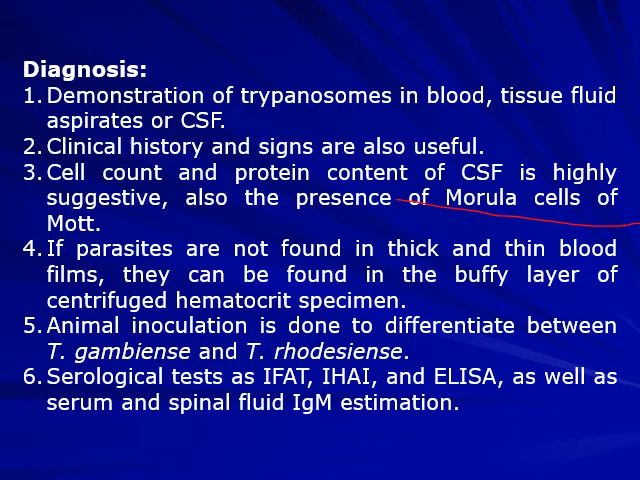 Diagnosis:
1. Demonstration of trypanosomes in blood, tissue fluid
aspirates or CSF.
2. Clinical history and signs are also useful.
3. Cell count and protein content of CSF is highly
suggestive, also the presence of Morula cells of
Mott.
4. If parasites are not found in thick and thin blood
films, they can be found in the buffy layer of
centrifuged hematocrit specimen.
5. Animal inoculation is done to differentiate between
T. gambiense and T. rhodesiense.
6. Serological tests as IFAT, IHAI, and ELISA, as well as
serum and spinal fluid IgM estimation.